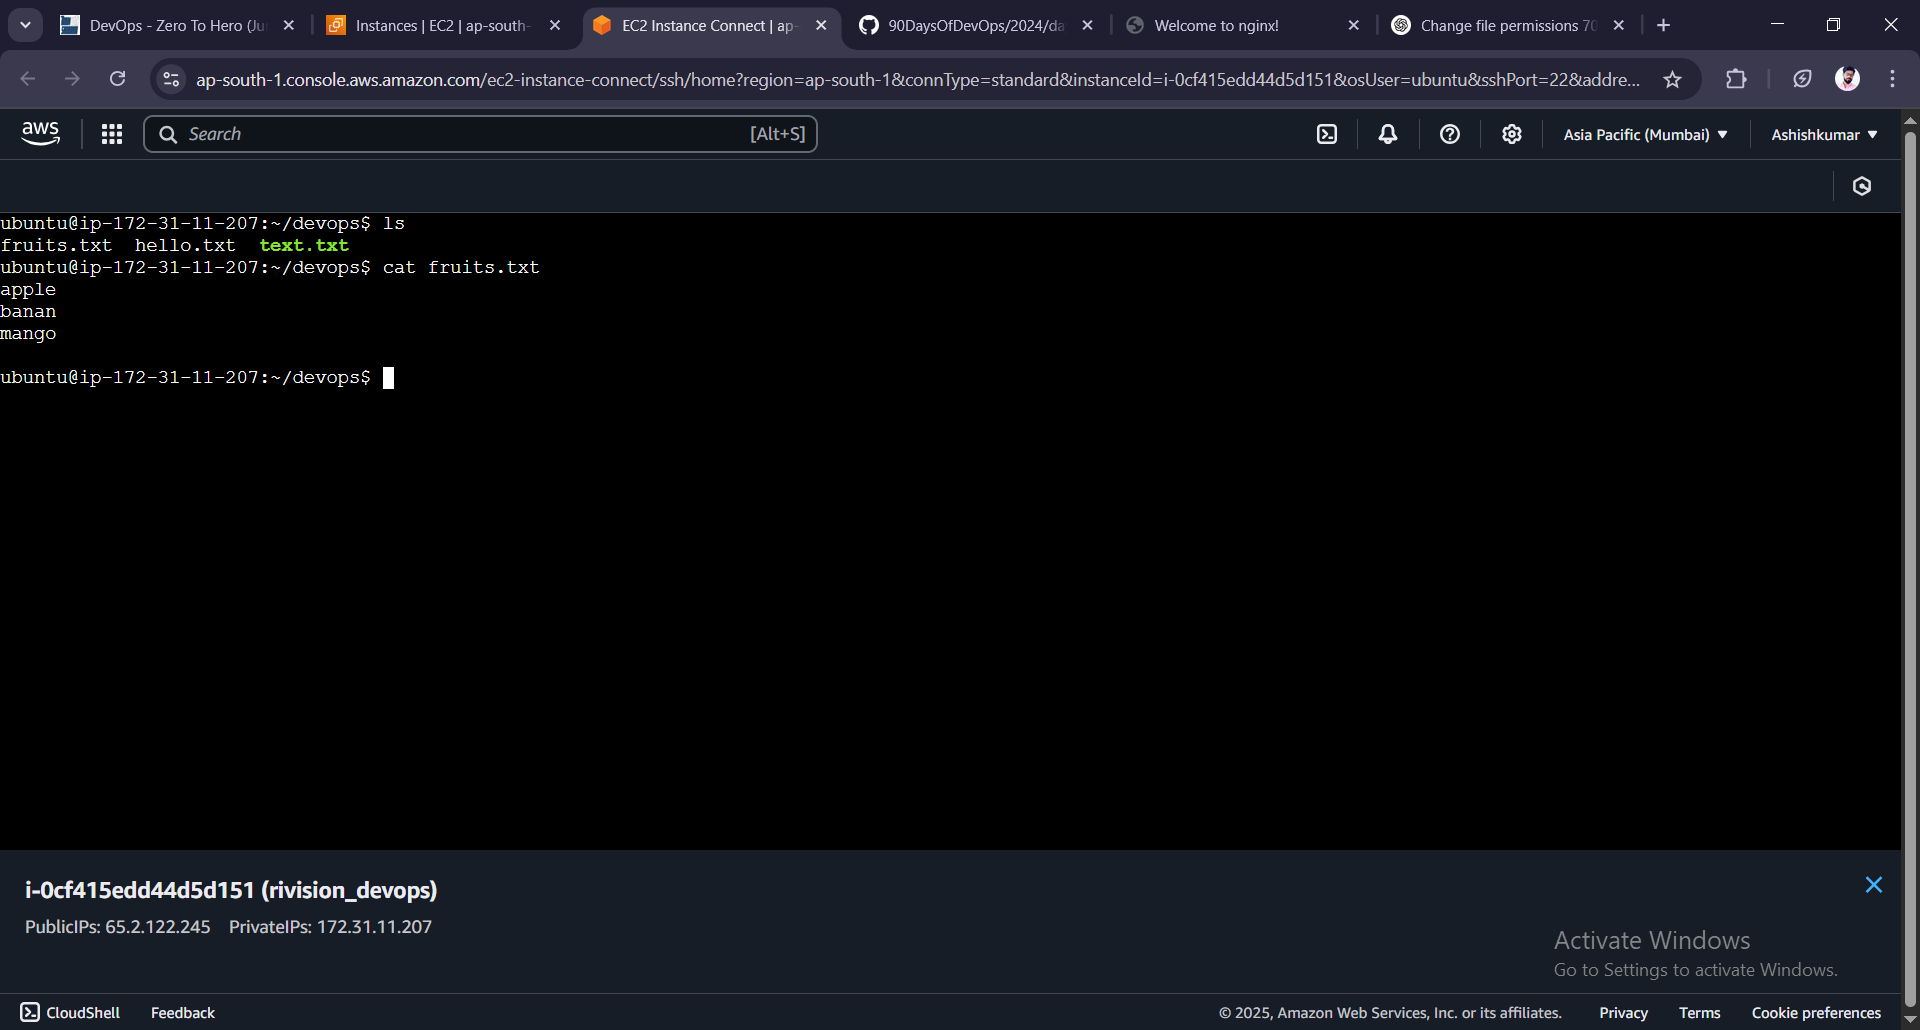 DevOps - Zero To Hero (Ju
Instances | EC2 | ap-south-
EC2 Instance Connect | ap-
90DaysOfDevOps/2024/da
Welcome to nginx!
Change file permissions 70
ap-south-1.console.aws.amazon.com/ec2-instance-connect/ssh/home?region=ap-south-1&connType=standard&instanceId=i-0cf415edd44d5d151&osUser=ubuntu&sshPort=22&addre...
aws
Search
[Alt+S]
Asia Pacific (Mumbai)
Ashishkumar
ubuntu@ip-172-31-11-207:~/devops$ ls
fruits.txt  hello.txt  text.txt
ubuntu@ip-172-31-11-207:~/devops$ cat fruits.txt
apple
banan
mango
ubuntu@ip-172-31-11-207:~/devops$
i-0cf415edd44d5d151 (rivision_devops)
PublicIPs: 65.2.122.245 PrivateIPs: 172.31.11.207
Activate Windows
Go to Settings to activate Windows.
CloudShell
Feedback
© 2025, Amazon Web Services, Inc. or its affiliates.
Privacy
Terms
Cookie preferences